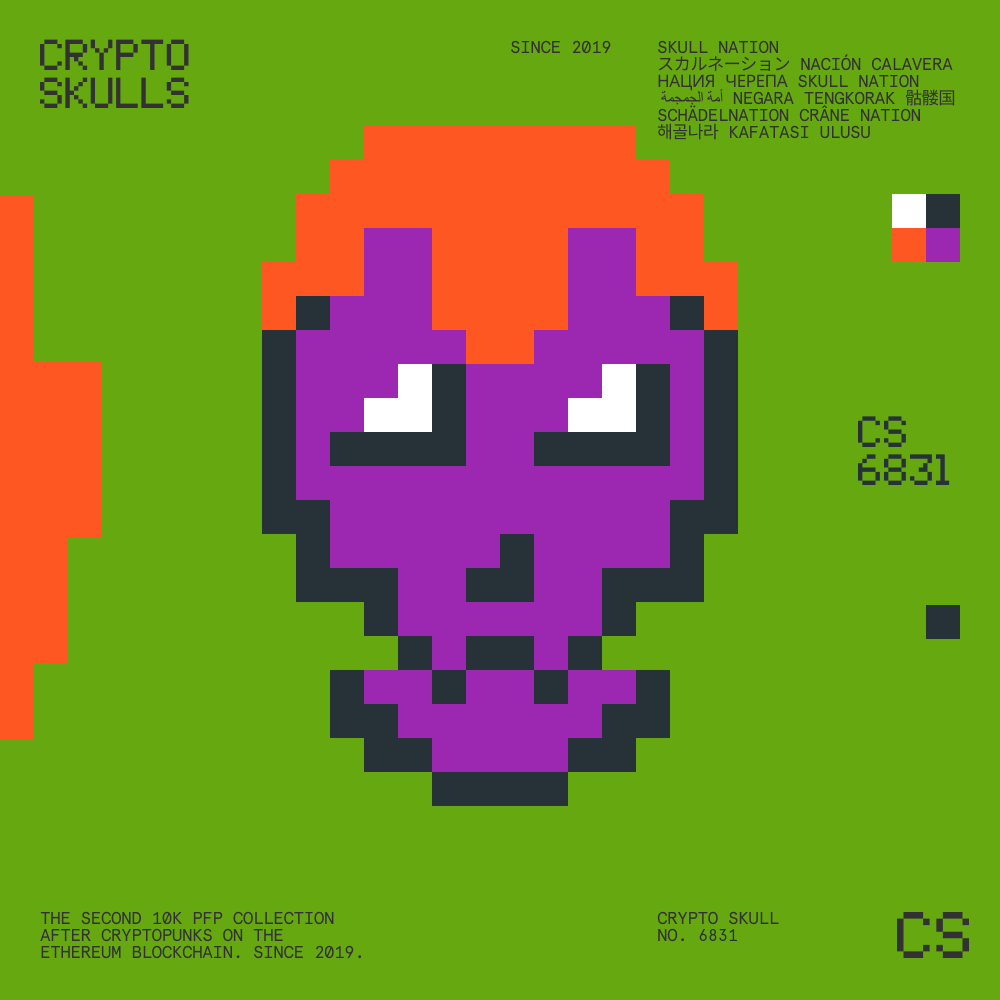 CRYPTO
SKULLS
SINCE 2019
SKULL NATION
スカルネーション NACIÓN CALAVERA
НАЦИЯ ЧЕРЕПА SKULL NATION
أمة الجمجمة NEGARA TENGKORAK 骷髅国
SCHÄDELNATION CRÂNE NATION
해골나라 KAFATASI ULUSU
CS
6831
THE SECOND 10K PFP COLLECTION
AFTER CRYPTOPUNKS ON THE
ETHEREUM BLOCKCHAIN. SINCE 2019.
CRYPTO SKULL
NO. 6831
CS